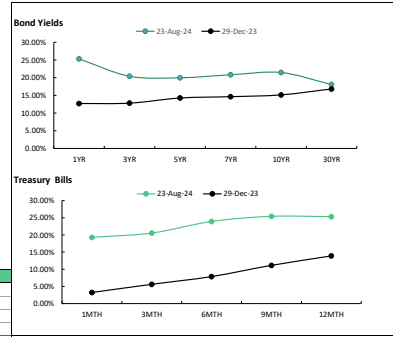 Bond Yields
23-Aug-24 29-Dec-23
30.00%
25.00%
20.00%
15.00%
10.00%
5.00%
0.00%
1YR 3YR 5YR 7YR 10YR 30YR
Treasury Bills
23-Aug-24 29-Dec-23
30.00%
25.00%
20.00%
15.00%
10.00%
5.00%
0.00%
1MTH 3MTH 6MTH 9MTH 12MTH